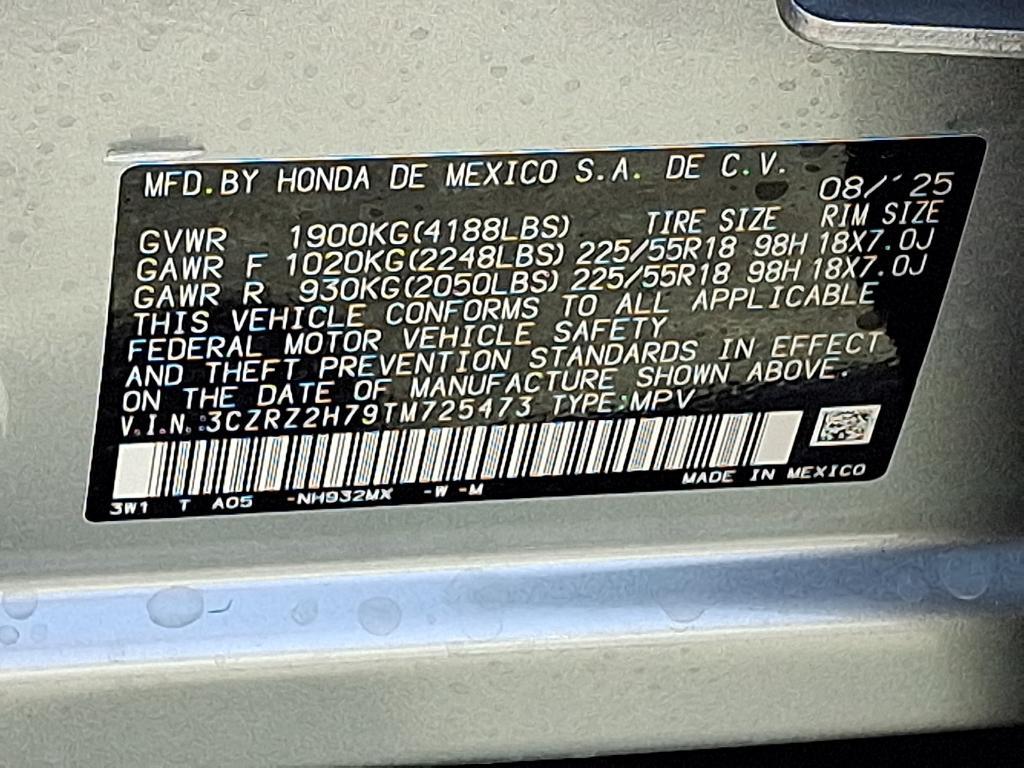 MFD.BY HONDA DE MEXICO S.A. DE C.V.
08/'25
GVWR 1900KG(4188LBS) TIRE SIZE RIM SIZE
GAWR F 1020KG(2248LBS) 225/55R18 98H 18X7.0J
GAWR R 930KG(2050LBS) 225/55R18 98H 18X7.0J
THIS VEHICLE CONFORMS TO ALL APPLICABLE
FEDERAL MOTOR VEHICLE SAFETY
AND THEFT PREVENTION STANDARDS IN EFFECT
ON THE DATE OF MANUFACTURE SHOWN ABOVE.
V.I.N.:3CZRZ2H79TM725473 TYPE:MPV
MADE IN MEXICO
3W1 T A05 -NH932MX -W -M